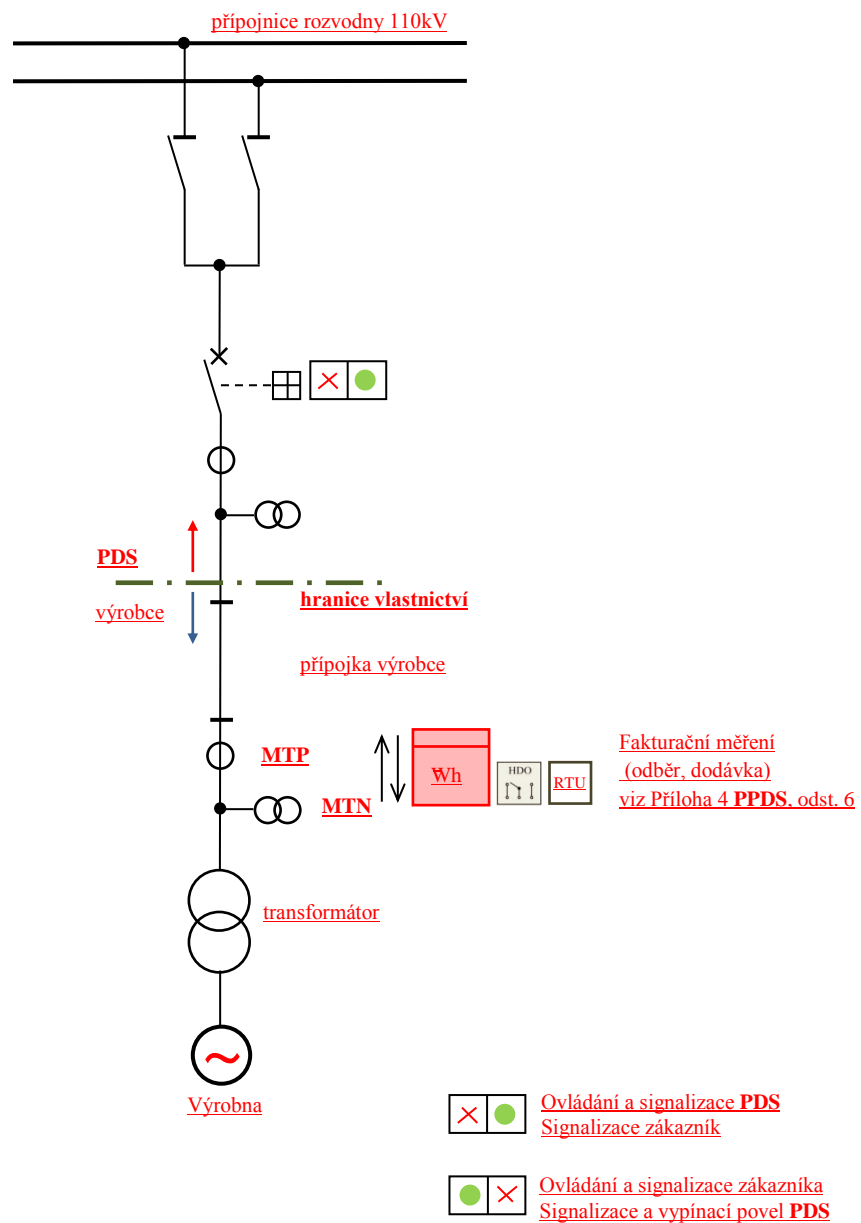 přípojnice rozvodny 110kV
PDS
hranice vlastnictví
výrobce
přípojka výrobce
MTP
MTN
Wh
HDO
RTU
Fakturační měření
(odběr, dodávka)
viz Příloha 4 PPDS, odst. 6
transformátor
~
Výrobna
Ovládání a signalizace PDS
Signalizace zákazník
Ovládání a signalizace zákazníka
Signalizace a vypínací povel PDS